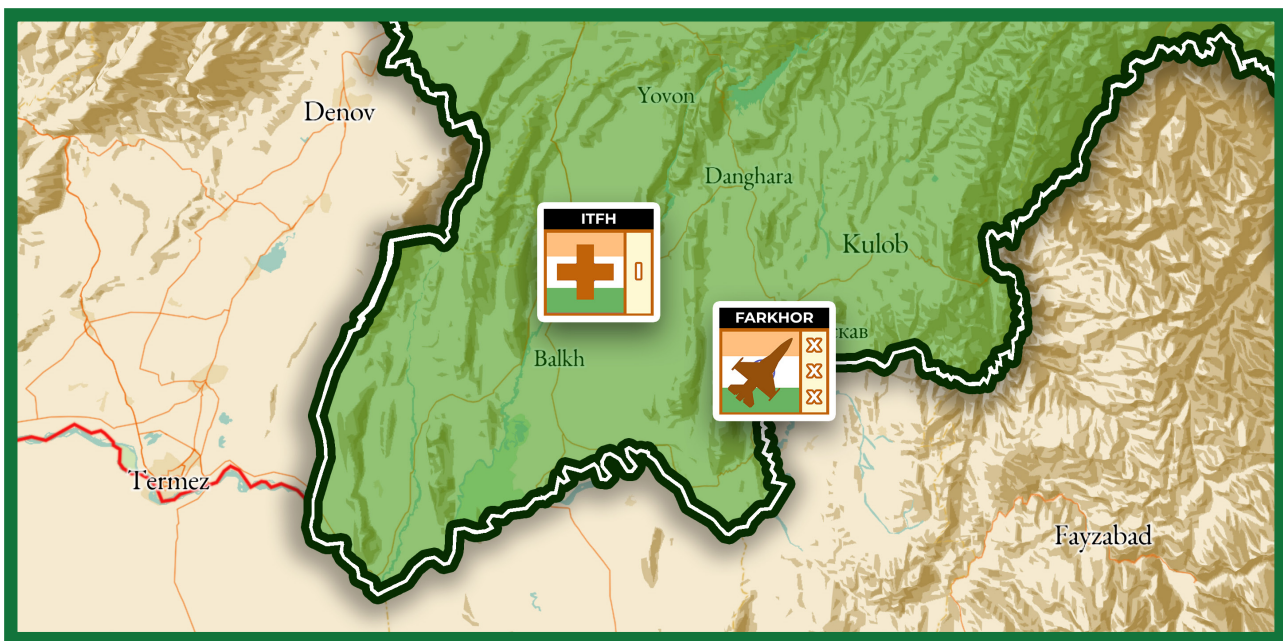 Denov
Yovon
Danghara
ITFH
Kulob
FARKHOR
X
X
X
Balkh
Termez
Fayzabad